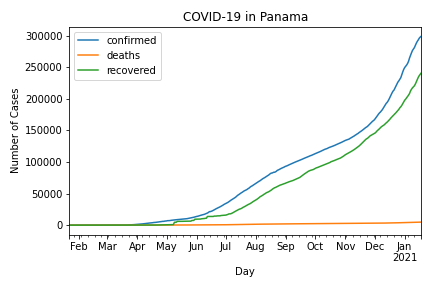 COVID-19 in Panama
confirmed
deaths
recovered
Number of Cases
300000
250000
200000
150000
100000
50000
0
Feb Mar Apr May Jun Jul Aug Sep Oct Nov Dec Jan
2021
Day